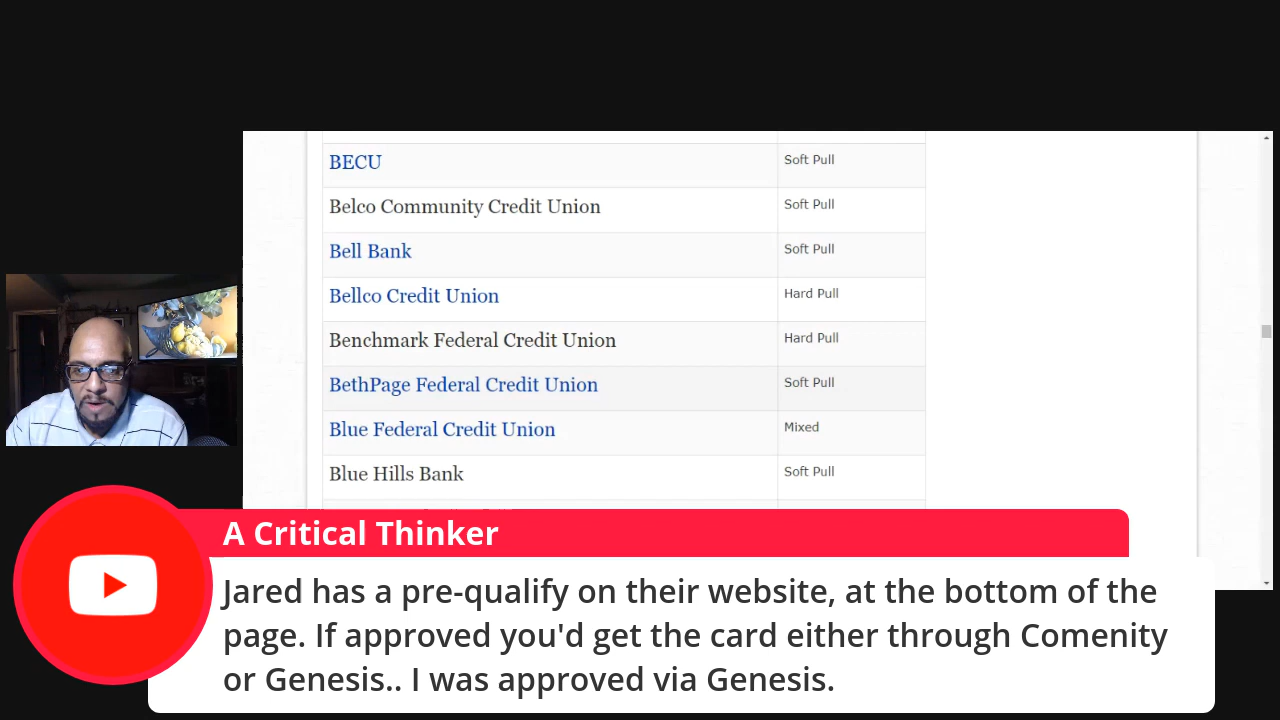 BECU Soft Pull
Belco Community Credit Union Soft Pull
Bell Bank Soft Pull
Bellco Credit Union Hard Pull
Benchmark Federal Credit Union Hard Pull
BethPage Federal Credit Union Soft Pull
Blue Federal Credit Union Mixed
Blue Hills Bank Soft Pull
A Critical Thinker
Jared has a pre-qualify on their website, at the bottom of the
page. If approved you'd get the card either through Comenity
or Genesis.. I was approved via Genesis.